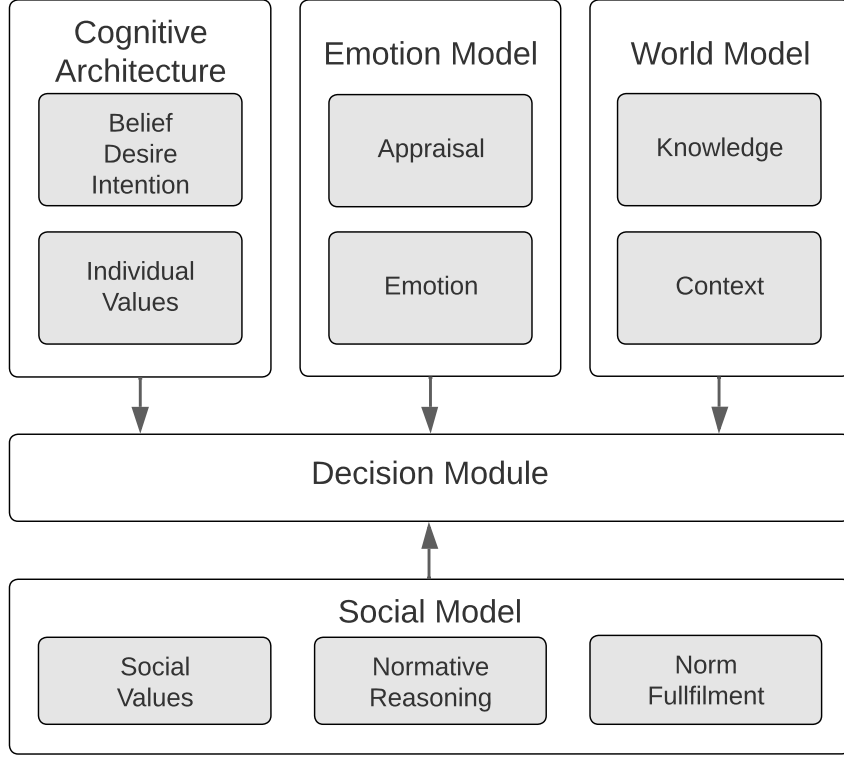 Cognitive
Architecture
Belief
Desire
Intention
Individual
Values
Emotion Model
Appraisal
Emotion
World Model
Knowledge
Context
Decision Module
Social Model
Social
Values
Normative
Reasoning
Norm
Fullfilment